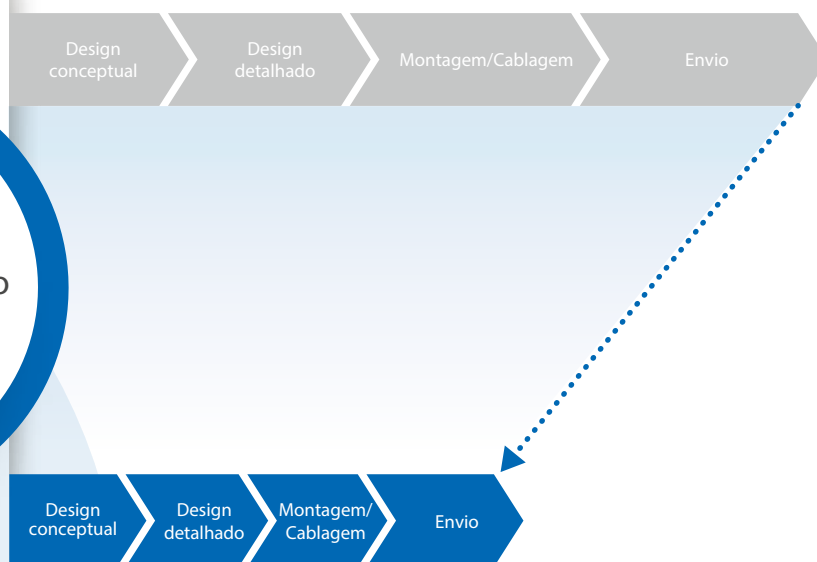 Design
conceptual
Design
detalhado
Montagem/Cablagem
Envio
Design
conceptual
Design
detalhado
Montagem/
Cablagem
Envio